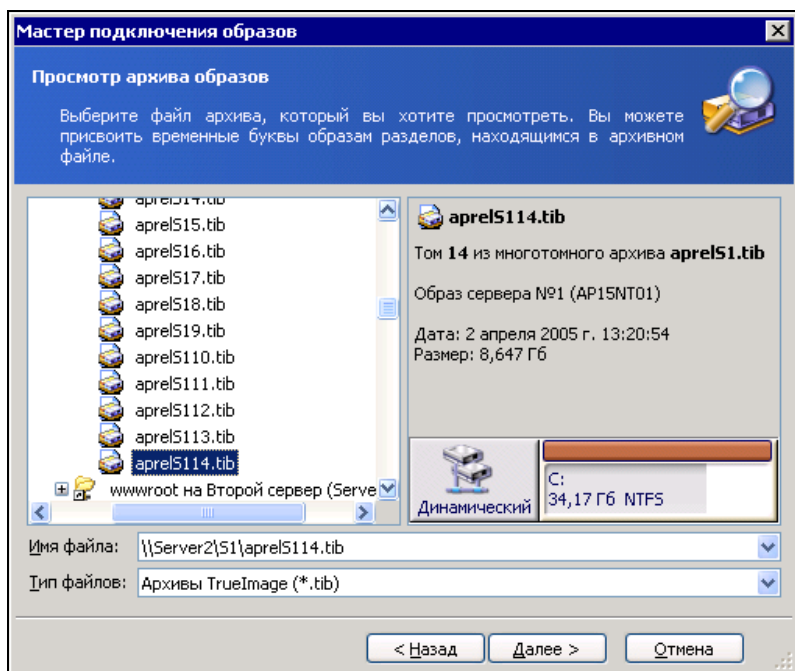 Мастер подключения образов
Просмотр архива образов
Выберите файл архива, который вы хотите просмотреть. Вы можете
присвоить временные буквы образам разделов, находящимся в архивном
файле.
aprelS14.tib
aprelS15.tib
aprelS16.tib
aprelS17.tib
aprelS18.tib
aprelS19.tib
aprelS110.tib
aprelS111.tib
aprelS112.tib
aprelS113.tib
aprelS114.tib
wwwroot на Второй сервер (Serve
aprelS114.tib
Том 14 из многотомного архива aprelS1.tib
Образ сервера №1 (AP15NT01)
Дата: 2 апреля 2005 г. 13:20:54
Размер: 8,647 Гб
Динамический
C:
34,17 Гб NTFS
Имя файла: \\Server2\S1\aprelS114.tib
Тип файлов: Архивы TrueImage (*.tib)
< Назад Далее > Отмена